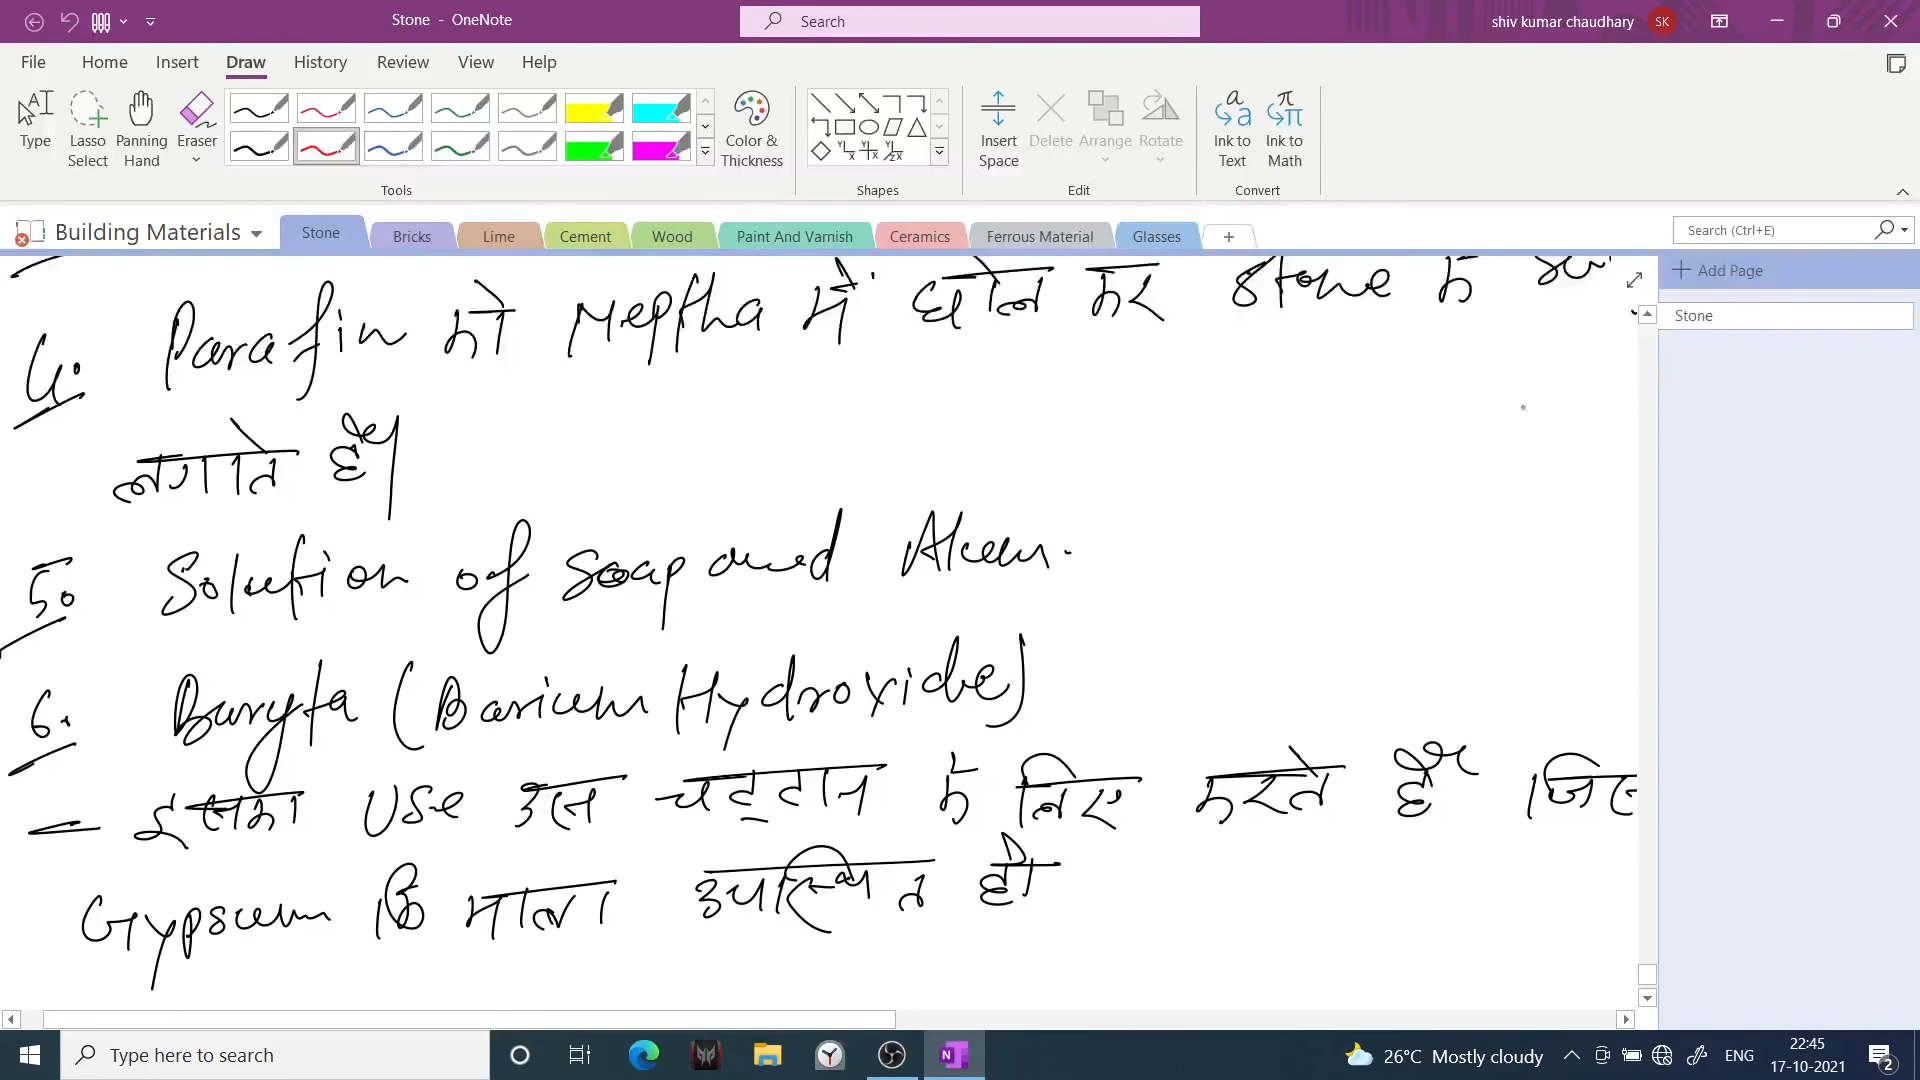 Stone - OneNote
Search
shiv kumar chaudhary SK
File Home Insert Draw History Review View Help
Type Lasso Select Panning Hand Eraser Color & Thickness Insert Space Delete Arrange Rotate Ink to Text Ink to Math
Tools Shapes Edit Convert
Building Materials Stone Bricks Lime Cement Wood Paint And Varnish Ceramics Ferrous Material Glasses
Search (Ctrl+E)
Add Page
Stone
4. Parafin को Neptha में घोल कर Stone के
लगाते है।
5. Solution of Soap and Alum.
6. Baryta (Barium Hydroxide)
- इसका Use उस चट्टान के लिए करते हैं
Gypsum कि मात्रा उपस्थित हो
Type here to search
26°C Mostly cloudy ENG 22:45
17-10-2021
2